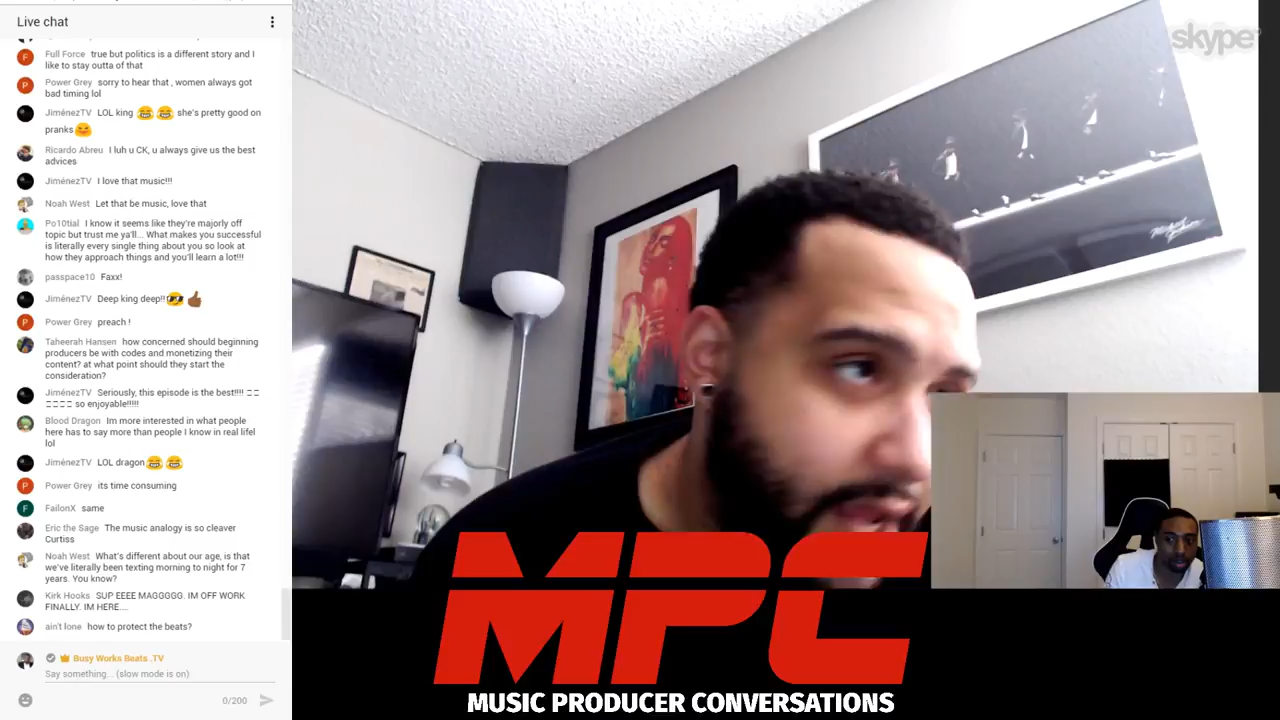 Live chat
Full Force true but politics is a different story and I
like to stay outta of that
Power Grey sorry to hear that , women always got
bad timing lol
JiménezTV LOL king 😂 😂 she's pretty good on
pranks
Ricardo Abreu I luh u CK, u always give us the best
advices
JiménezTV I love that music!!!
Noah West Let that be music, love that
Po10tial I know it seems like they're majorly off
topic but trust me ya'll... What makes you successful
is literally every single thing about you so look at
how they approach things and you'll learn a lot!!!
passpace10 Faxx!
JiménezTV Deep king deep!!😎👍🏾
Power Grey preach !
Taheerah Hansen how concerned should beginning
producers be with codes and monetizing their
content? at what point should they start the
consideration?
JiménezTV Seriously, this episode is the best!!!!
so enjoyable!!!!!
Blood Dragon Im more interested in what people
here has to say more than people I know in real lifel
lol
JiménezTV LOL dragon😂 😂
Power Grey its time consuming
FailonX same
Eric the Sage The music analogy is so cleaver
Curtiss
Noah West What's different about our age, is that
we've literally been texting morning to night for 7
years. You know?
Kirk Hooks SUP EEEE MAGGGGG. IM OFF WORK
FINALLY. IM HERE....
ain't lone how to protect the beats?
Busy Works Beats .TV
Say something... (slow mode is on)
0/200
skype
MPC
MUSIC PRODUCER CONVERSATIONS